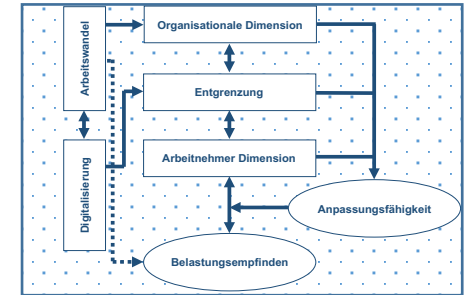 Arbeitswandel
Organisationale Dimension
Entgrenzung
Digitalisierung
Arbeitnehmer Dimension
Anpassungsfähigkeit
Belastungsempfinden